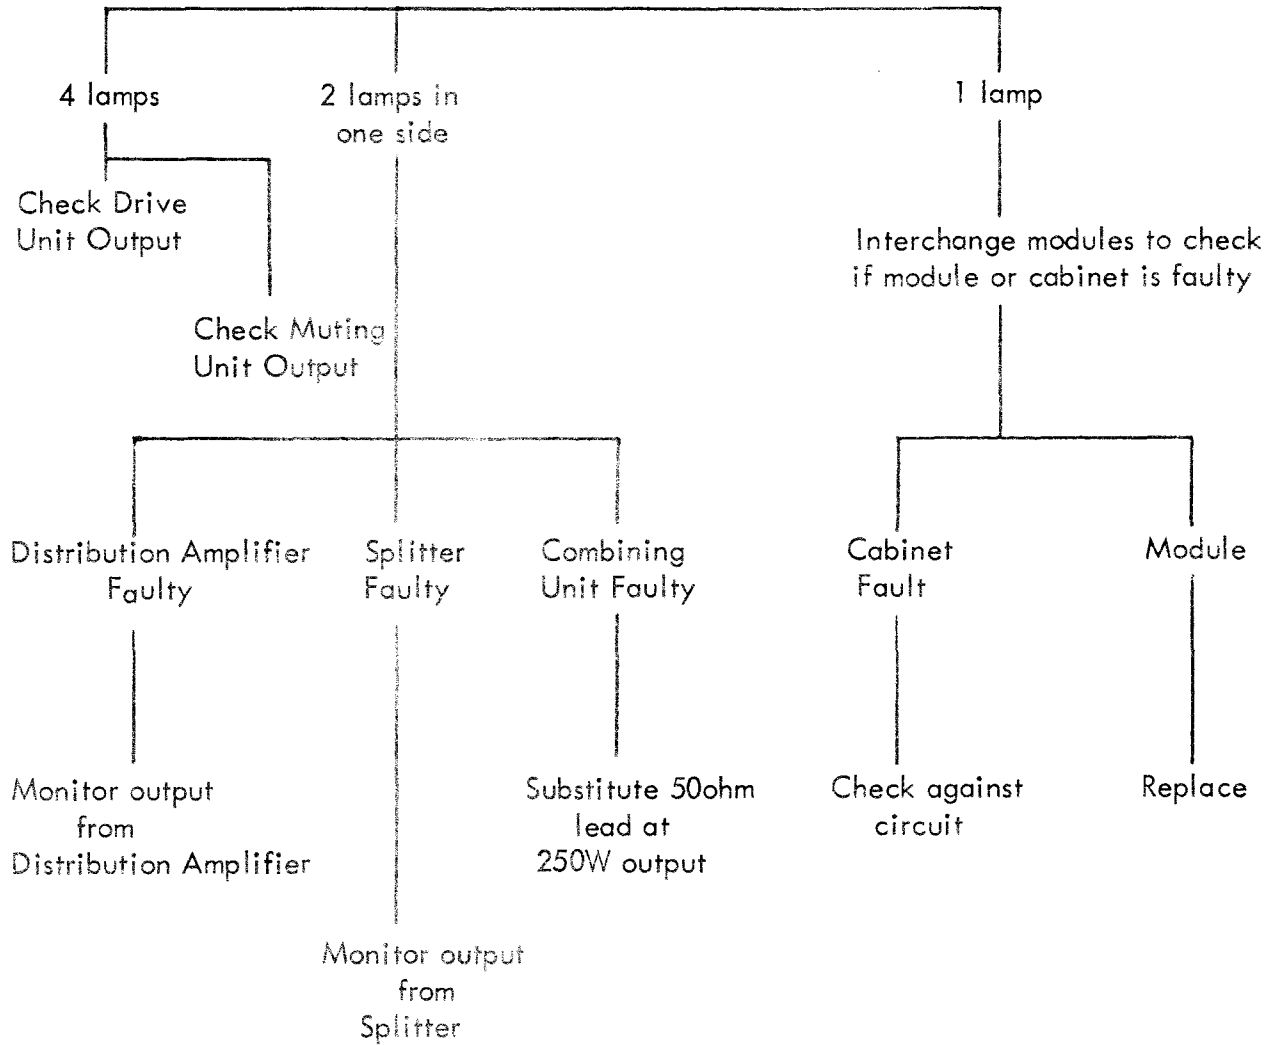 4 lamps
2 lamps in
one side
1 lamp
Check Drive
Unit Output
Interchange modules to check
if module or cabinet is faulty
Check Muting
Unit Output
Distribution Amplifier
Faulty
Splitter
Faulty
Combining
Unit Faulty
Cabinet
Fault
Module
Monitor output
from
Distribution Amplifier
Substitute 50ohm
lead at
250W output
Check against
circuit
Replace
Monitor output
from
Splitter